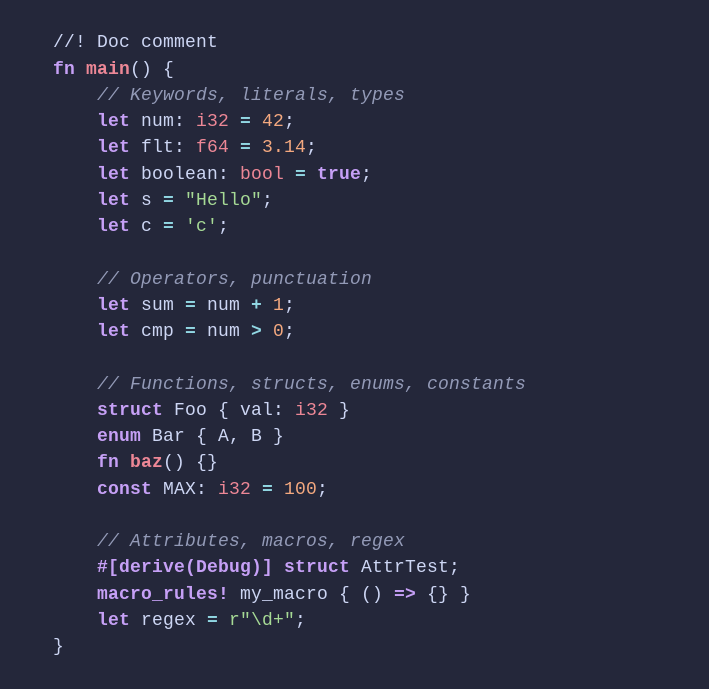 //! Doc comment
fn main() {
    // Keywords, literals, types
    let num: i32 = 42;
    let flt: f64 = 3.14;
    let boolean: bool = true;
    let s = "Hello";
    let c = 'c';

    // Operators, punctuation
    let sum = num + 1;
    let cmp = num > 0;

    // Functions, structs, enums, constants
    struct Foo { val: i32 }
    enum Bar { A, B }
    fn baz() {}
    const MAX: i32 = 100;

    // Attributes, macros, regex
    #[derive(Debug)] struct AttrTest;
    macro_rules! my_macro { () => {} }
    let regex = r"\d+";
}